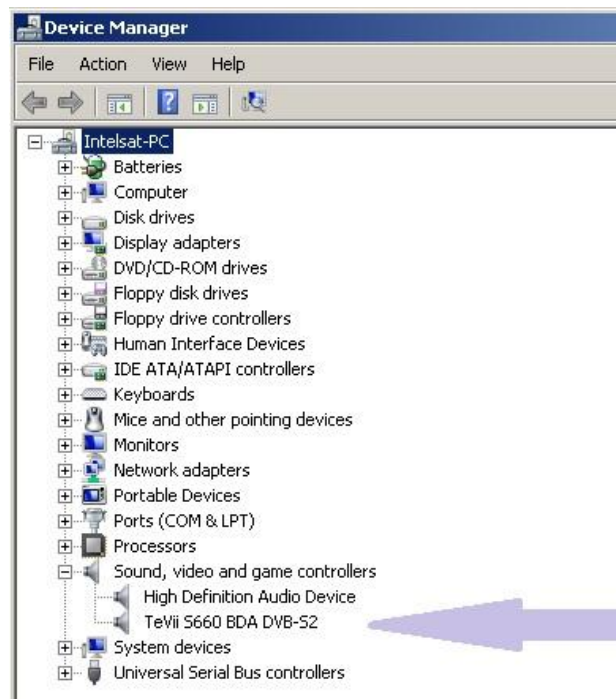 Device Manager
File Action View Help
Intelsat-PC
Batteries
Computer
Disk drives
Display adapters
DVD/CD-ROM drives
Floppy disk drives
Floppy drive controllers
Human Interface Devices
IDE ATA/ATAPI controllers
Keyboards
Mice and other pointing devices
Monitors
Network adapters
Portable Devices
Ports (COM & LPT)
Processors
Sound, video and game controllers
High Definition Audio Device
TeVii S660 BDA DVB-S2
System devices
Universal Serial Bus controllers